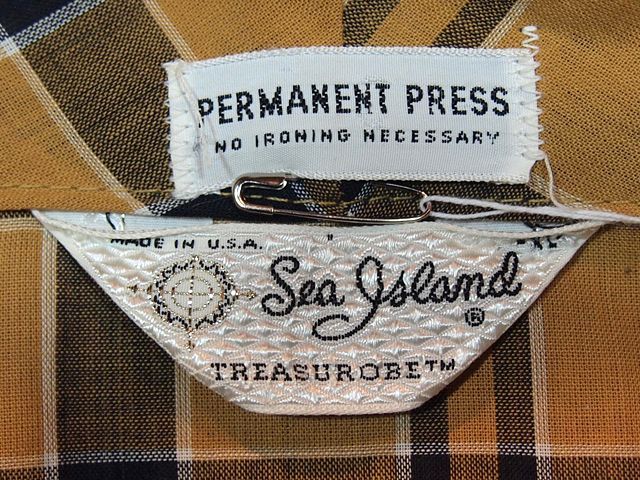 PERMANENT PRESS
NO IRONING NECESSARY
MADE IN U.S.A.
Sea Island ®
TREASUROBE™